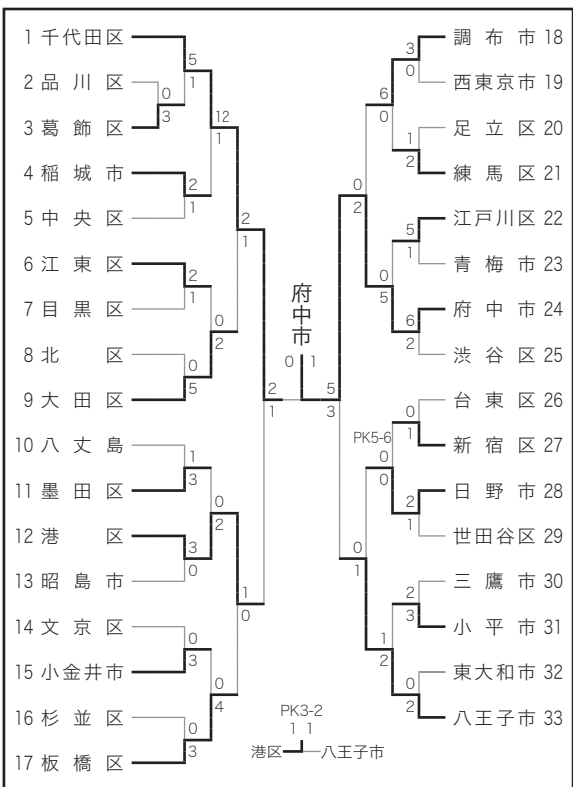 1 千代田区
2 品川区
3 葛飾区
4 稲城市
5 中央区
6 江東区
7 目黒区
8 北区
9 大田区
10 八丈島
11 墨田区
12 港区
13 昭島市
14 文京区
15 小金井市
16 杉並区
17 板橋区
5
1
0
3
12
1
2
1
2
1
2
1
0
2
0
5
2
1
1
3
0
2
3
0
1
0
0
3
0
4
0
3
府中市
0 1
PK3-2
1 1
港区 八王子市
調布市 18
西東京市 19
足立区 20
練馬区 21
江戸川区 22
青梅市 23
府中市 24
渋谷区 25
台東区 26
新宿区 27
日野市 28
世田谷区 29
三鷹市 30
小平市 31
東大和市 32
八王子市 33
3
0
6
0
1
2
0
2
5
1
0
5
6
2
5
3
0
1
PK5-6
0
0
2
1
0
1
2
3
1
2
0
2